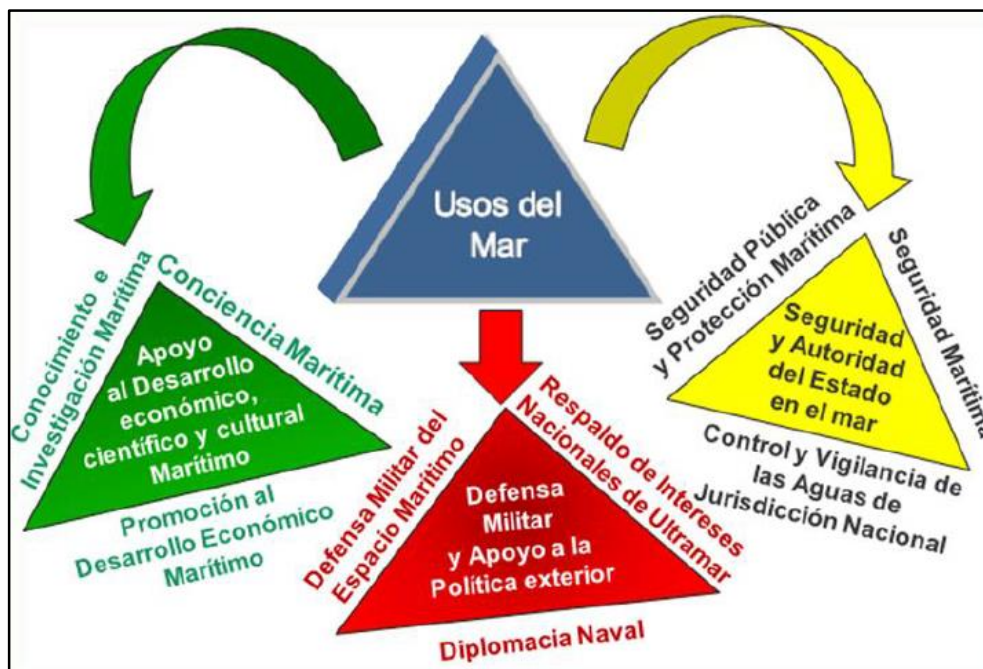 Usos del
Mar
Conocimiento e
Investigación Marítima
Conciencia Marítima
Apoyo
al Desarrollo
económico,
científico y cultural
Marítimo
Promoción al
Desarrollo Económico
Marítimo
Defensa Militar del
Espacio Marítimo
Respaldo de Intereses
Nacionales de Ultramar
Defensa
Militar
y Apoyo a la
Política exterior
Diplomacia Naval
Seguridad Pública
y Protección Marítima
Seguridad Marítima
Seguridad
y Autoridad
del Estado
en el mar
Control y Vigilancia de
las Aguas de
Jurisdicción Nacional